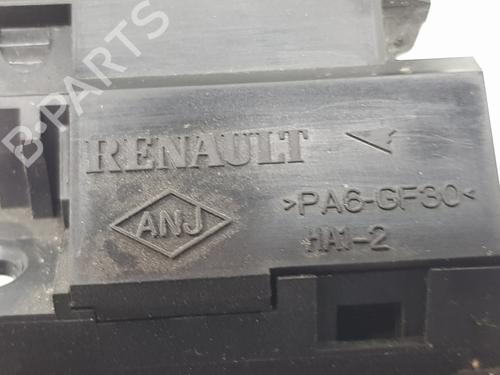 B-PARTS
RENAULT
ANJ
>PA6-GF30<
HA1-2